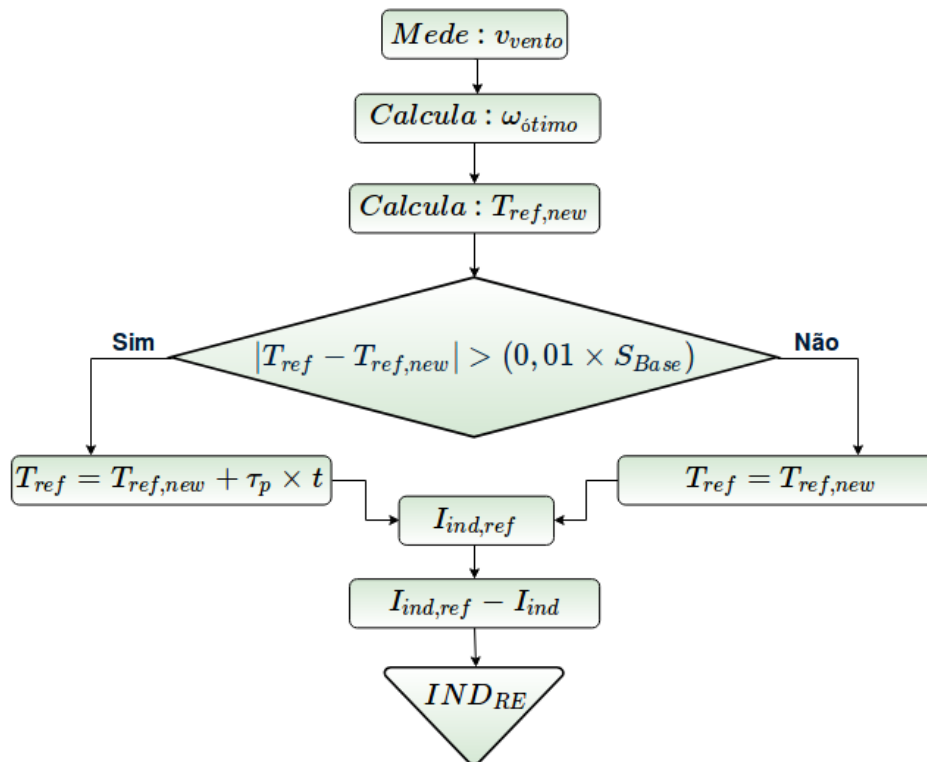 Mede : v_vento
Calcula : ω_ótimo
Calcula : T_ref,new
Sim
|T_ref − T_ref,new| > (0,01 × S_Base)
Não
T_ref = T_ref,new + τ_p × t
T_ref = T_ref,new
I_ind,ref
I_ind,ref − I_ind
IND_RE